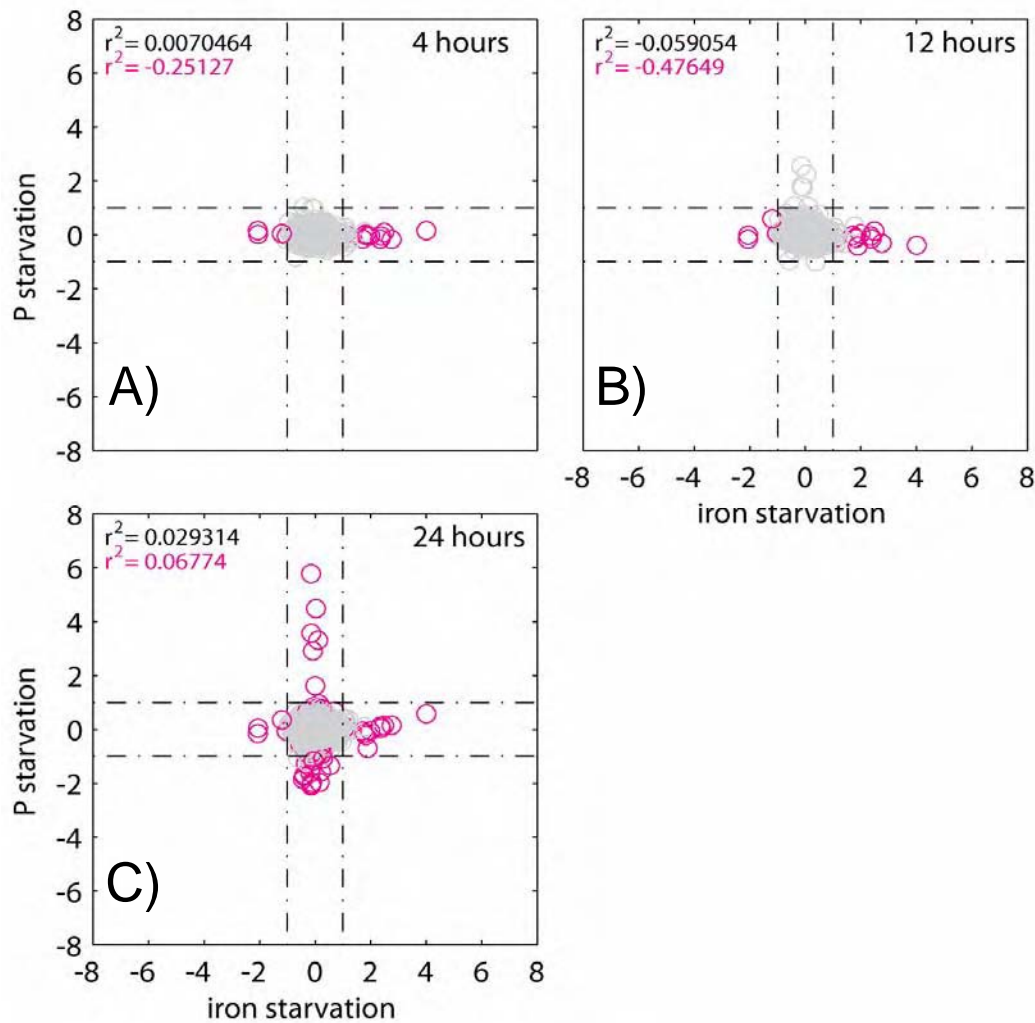 8
6
4
2
0
-2
-4
-6
-8
P starvation
r²= 0.0070464
r²= -0.25127
4 hours
A)
r²= -0.059054
r²= -0.47649
12 hours
B)
-8 -6 -4 -2 0 2 4 6 8
iron starvation
8
6
4
2
0
-2
-4
-6
-8
P starvation
r²= 0.029314
r²= 0.06774
24 hours
C)
-8 -6 -4 -2 0 2 4 6 8
iron starvation